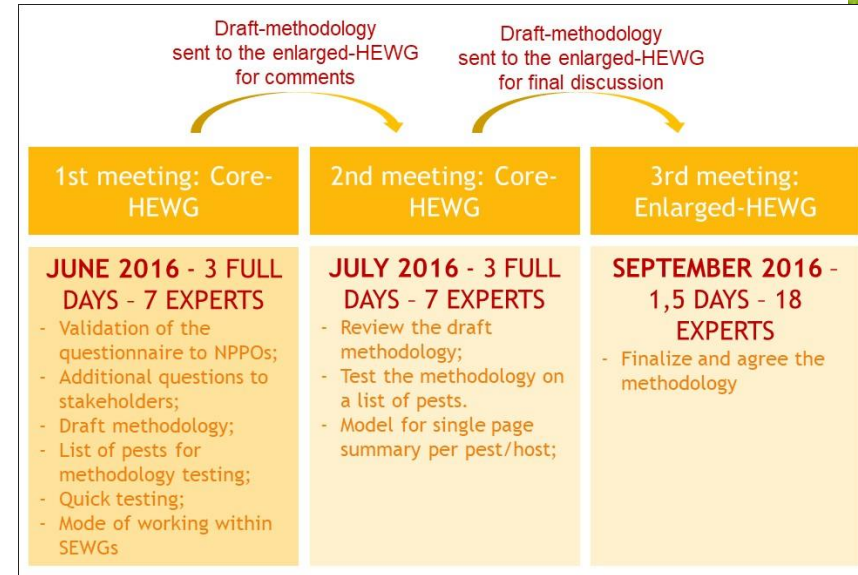 Draft-methodology
sent to the enlarged-HEWG
for comments
Draft-methodology
sent to the enlarged-HEWG
for final discussion
1st meeting: Core-
HEWG
2nd meeting: Core-
HEWG
3rd meeting:
Enlarged-HEWG
JUNE 2016 - 3 FULL
DAYS – 7 EXPERTS
- Validation of the
questionnaire to NPPOs;
- Additional questions to
stakeholders;
- Draft methodology;
- List of pests for
methodology testing;
- Quick testing;
- Mode of working within
SEWGs
JULY 2016 - 3 FULL
DAYS – 7 EXPERTS
- Review the draft
methodology;
- Test the methodology on
a list of pests.
- Model for single page
summary per pest/host;
SEPTEMBER 2016 –
1,5 DAYS – 18
EXPERTS
- Finalize and agree the
methodology